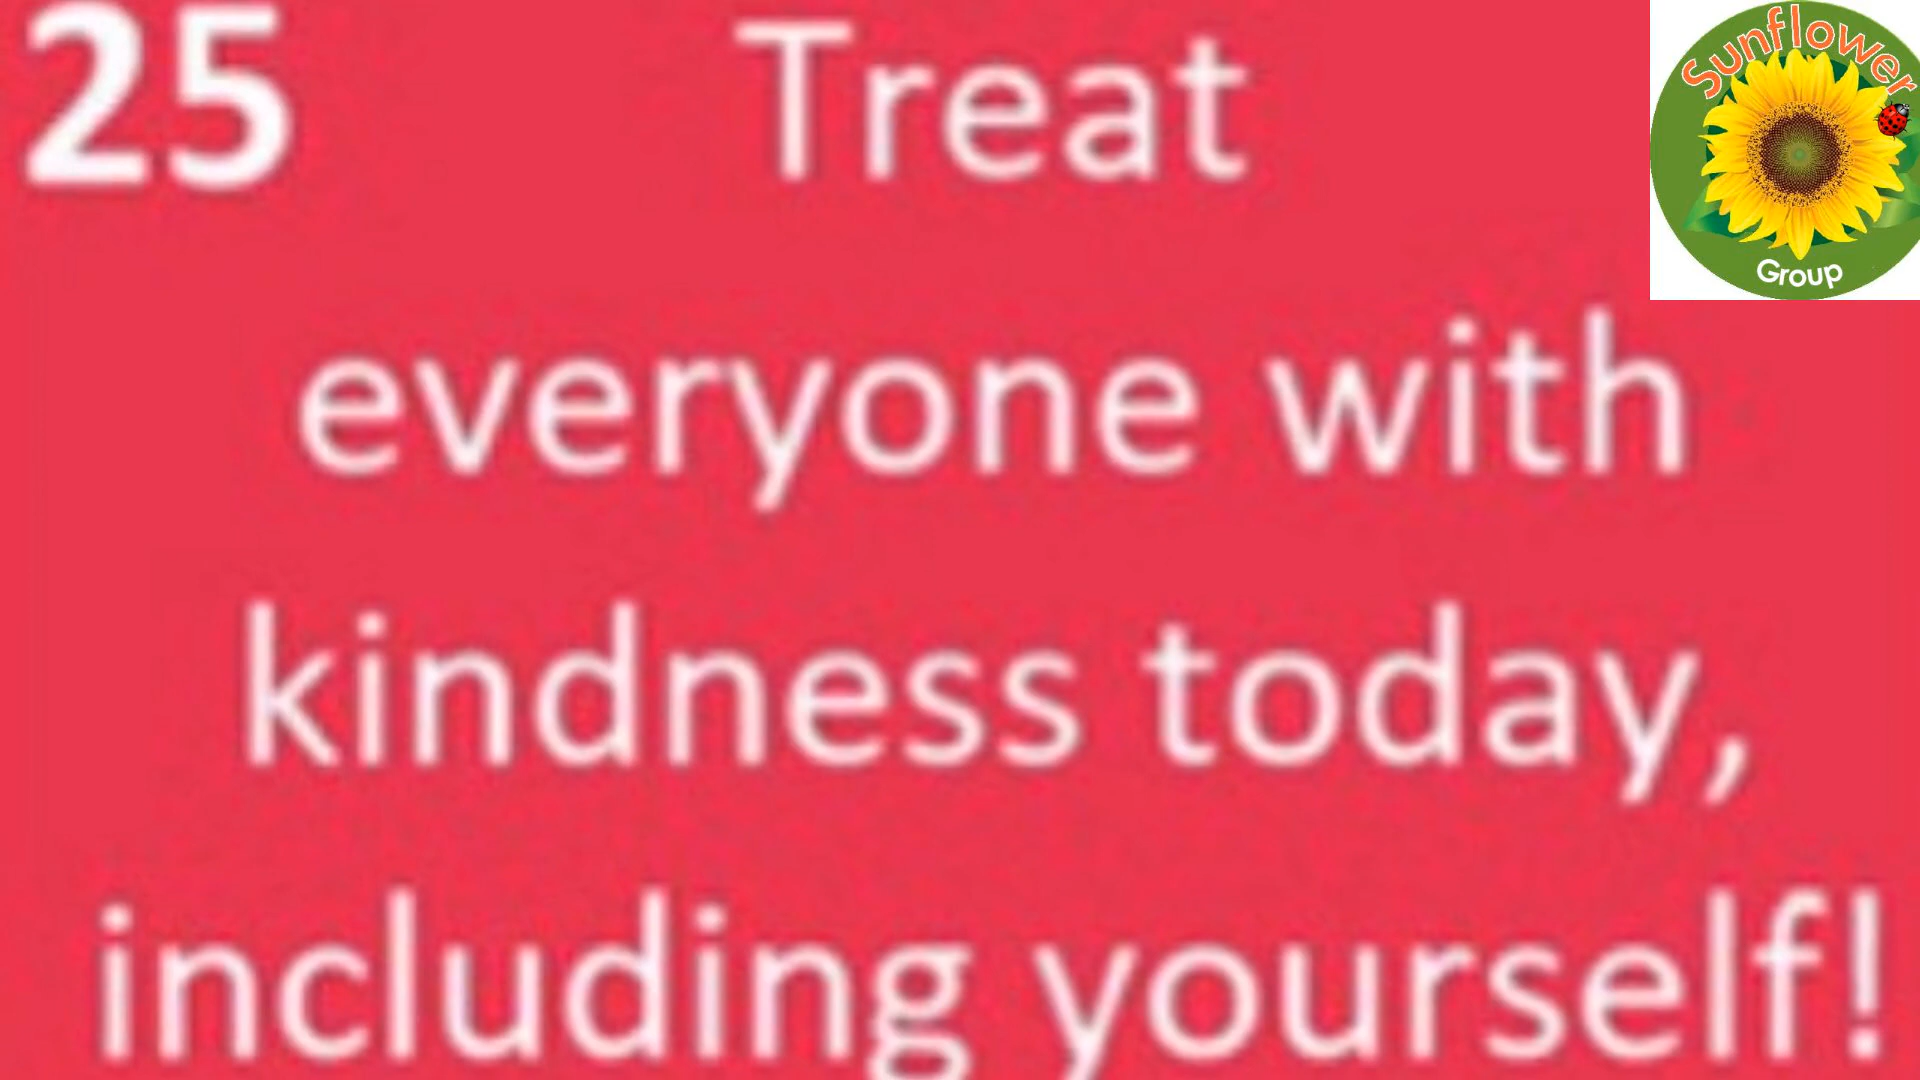 25 Treat
everyone with
kindness today,
including yourself!
Sunflower
Group